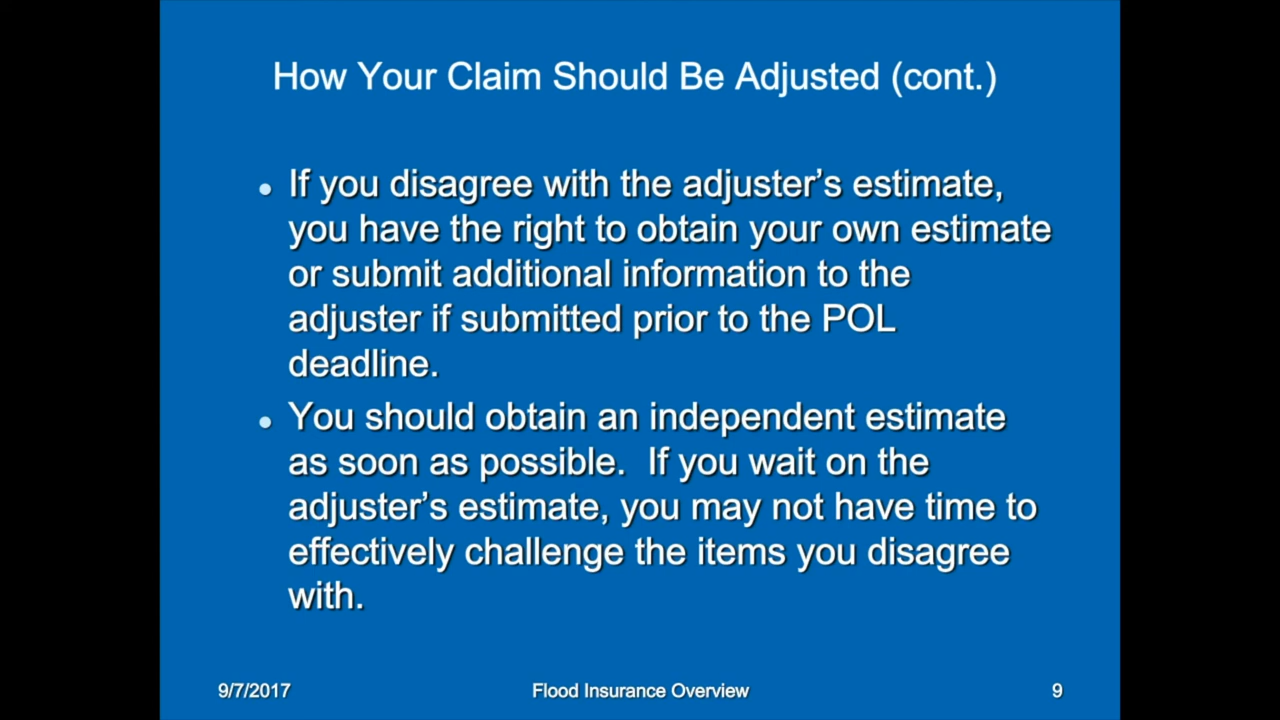 How Your Claim Should Be Adjusted (cont.)
If you disagree with the adjuster’s estimate,
you have the right to obtain your own estimate
or submit additional information to the
adjuster if submitted prior to the POL
deadline.
You should obtain an independent estimate
as soon as possible.  If you wait on the
adjuster’s estimate, you may not have time to
effectively challenge the items you disagree
with.
9/7/2017 Flood Insurance Overview 9